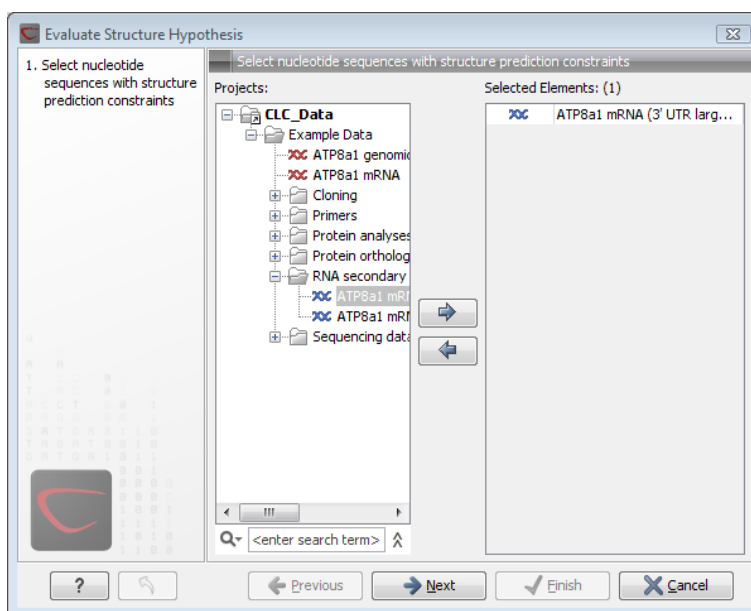 Evaluate Structure Hypothesis
1. Select nucleotide
sequences with structure
prediction constraints
Select nucleotide sequences with structure prediction constraints
Projects:
CLC_Data
Example Data
ATP8a1 genomic
ATP8a1 mRNA
Cloning
Primers
Protein analyses
Protein ortholog
RNA secondary
ATP8a1 mRN
ATP8a1 mRN
Sequencing data
<enter search term>
Selected Elements: (1)
ATP8a1 mRNA (3' UTR larg...
?
Previous
Next
Finish
Cancel